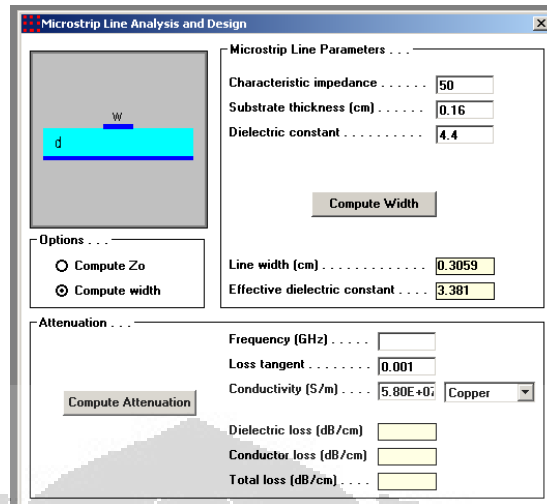 Microstrip Line Analysis and Design
Microstrip Line Parameters . . .
W
d
Characteristic impedance . . . . . . 50
Substrate thickness (cm) . . . . . . 0.16
Dielectric constant . . . . . . . . . . 4.4
Compute Width
Options . . .
Compute Zo
Compute width
Line width (cm) . . . . . . . . . . . . . 0.3059
Effective dielectric constant . . . . 3.381
Attenuation . . .
Frequency (GHz) . . . . .
Loss tangent . . . . . . . . 0.001
Conductivity (S/m) . . . . 5.80E+07 Copper
Compute Attenuation
Dielectric loss (dB/cm)
Conductor loss (dB/cm)
Total loss (dB/cm) . . . .